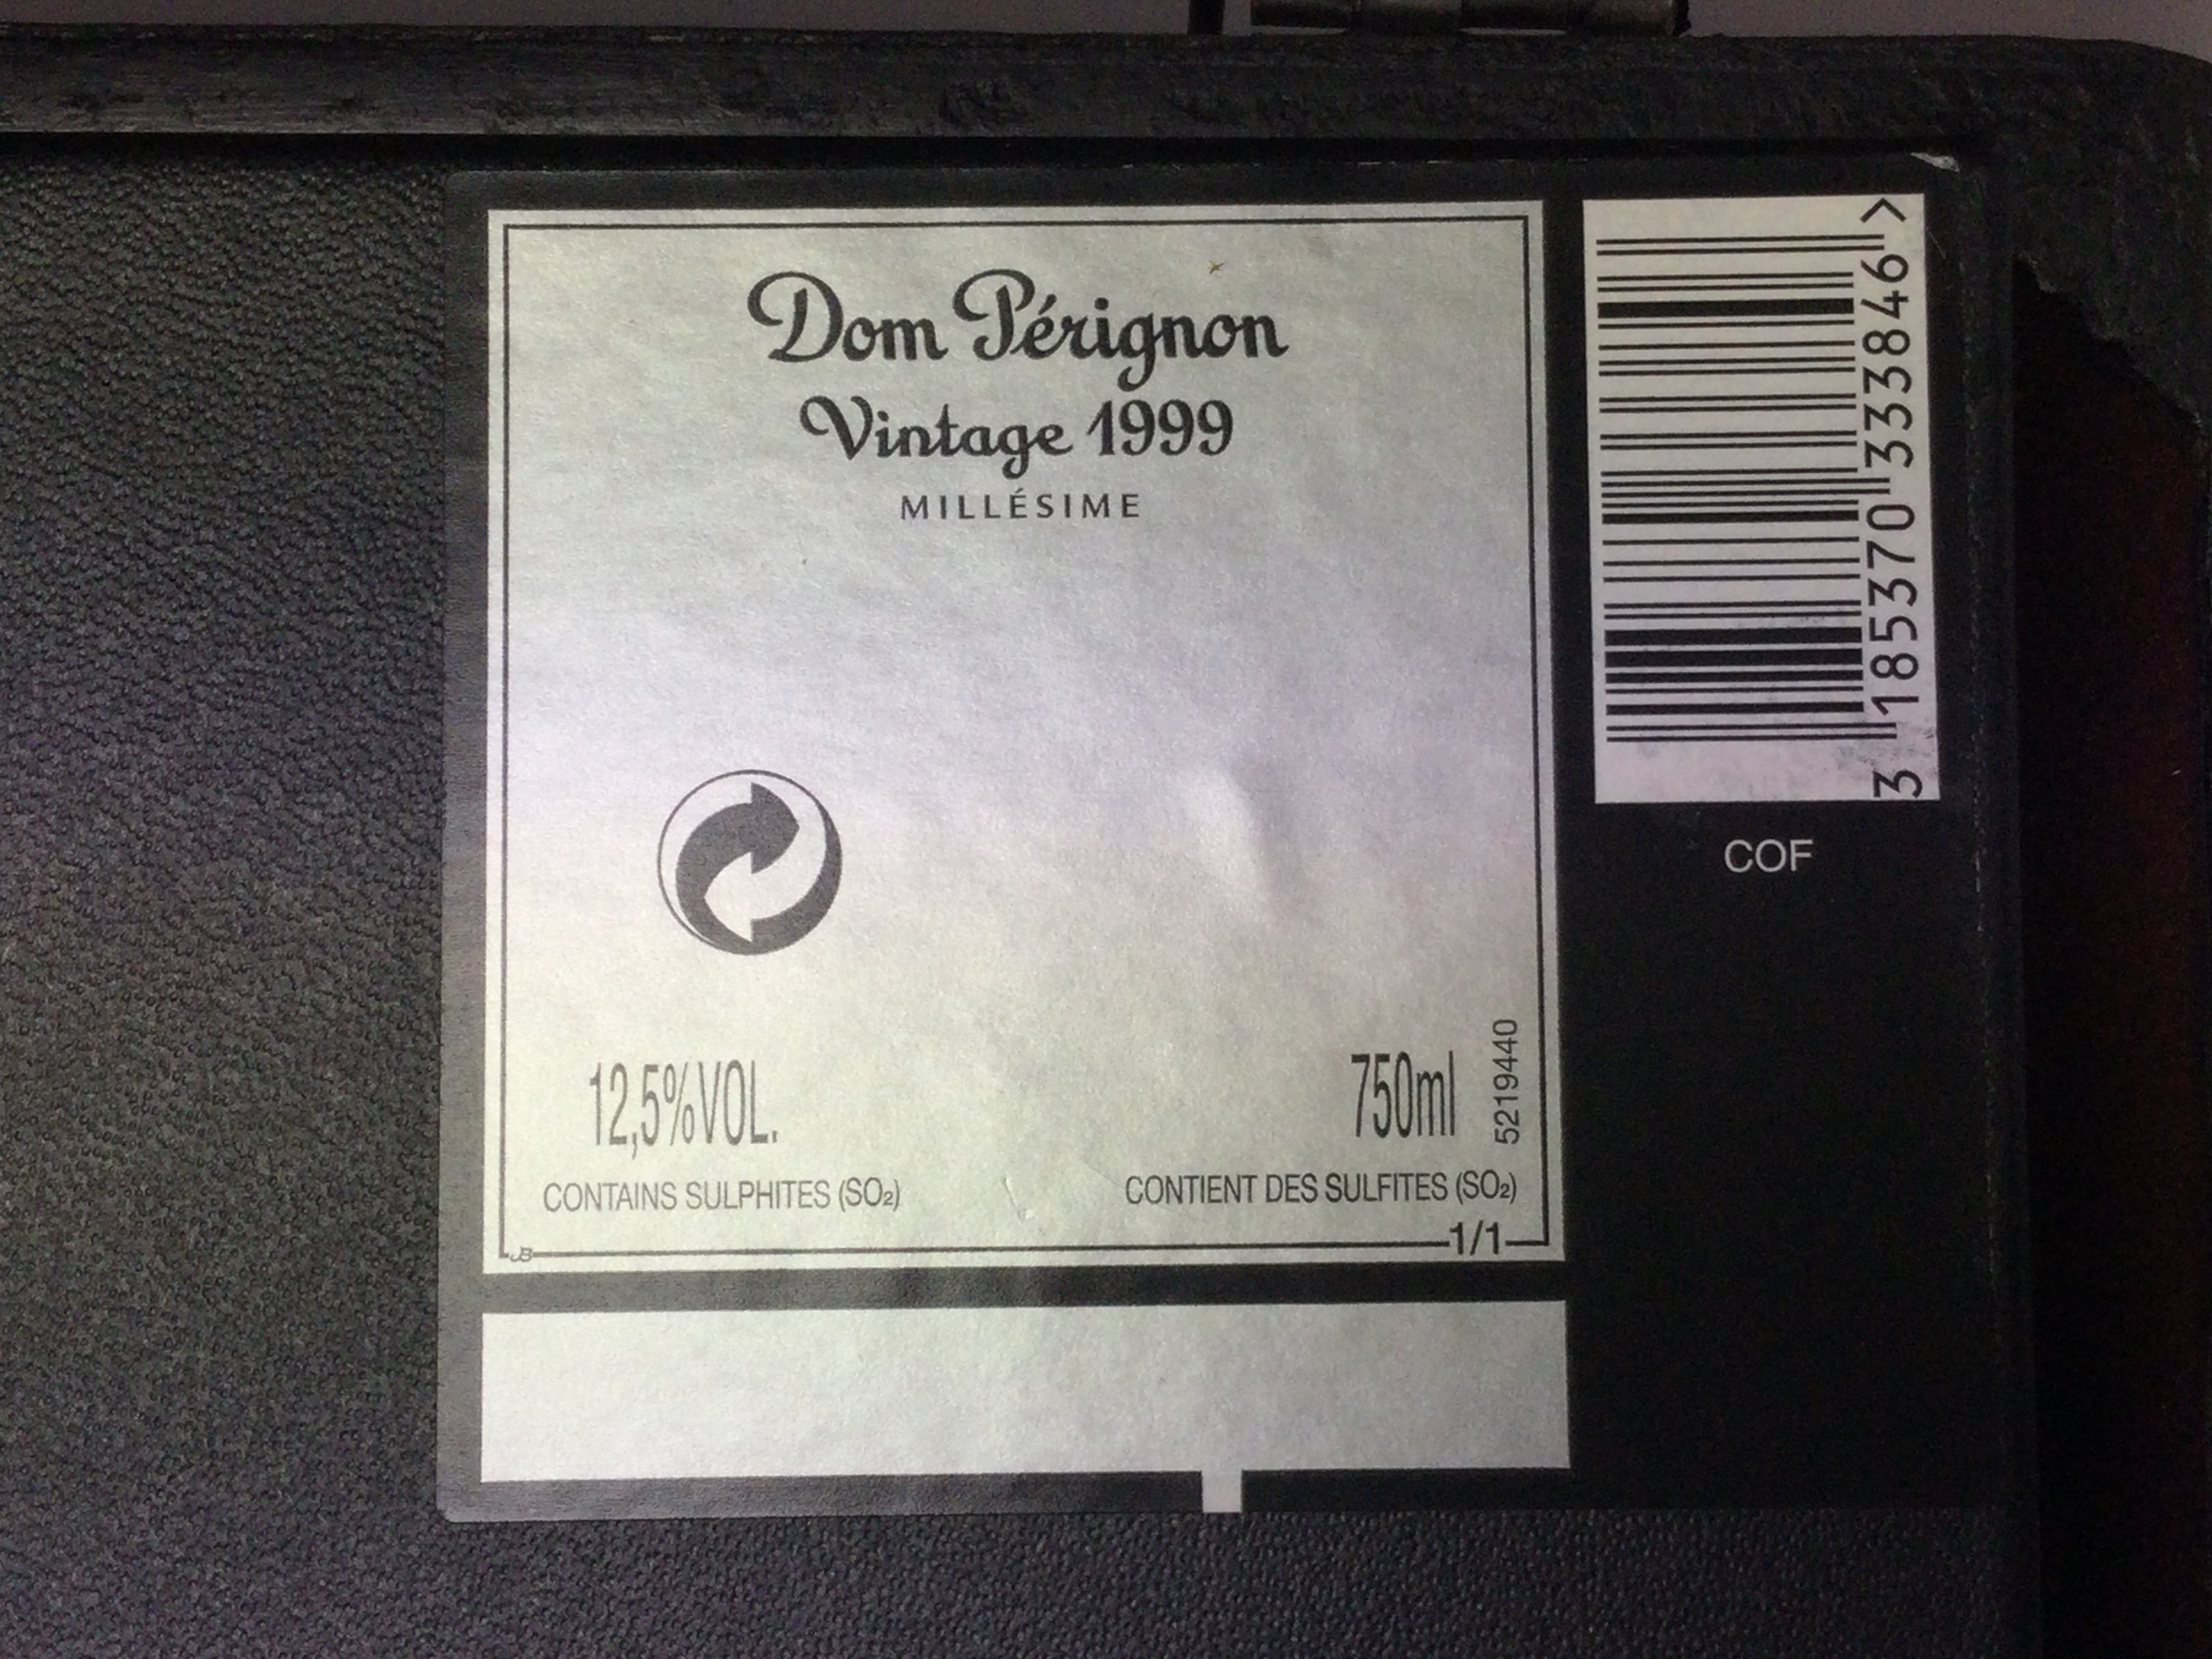 Dom Pérignon
Vintage 1999
MILLÉSIME
12,5%VOL.
750ml
5219440
CONTAINS SULPHITES (SO₂)
CONTIENT DES SULFITES (SO₂)
1/1
JB
3 185370 333846 >
COF